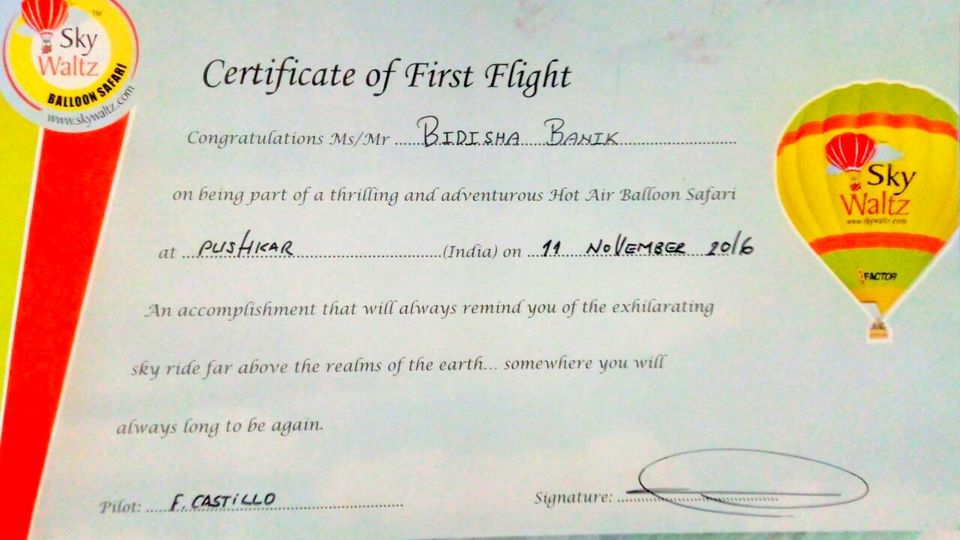 Sky
Waltz
TM
BALLOON SAFARI
www.skywaltz.com
Certificate of First Flight
Congratulations Ms/Mr ..... BIDISHA BANIK .....
on being part of a thrilling and adventurous Hot Air Balloon Safari
at ..... PUSHKAR ..... (India) on ..... 11 NOVEMBER 2016
An accomplishment that will always remind you of the exhilarating
sky ride far above the realms of the earth... somewhere you will
always long to be again.
Pilot: ..... F. CASTILLO .....
Signature: .....
Sky
Waltz
www.skywaltz.com
FACTOR